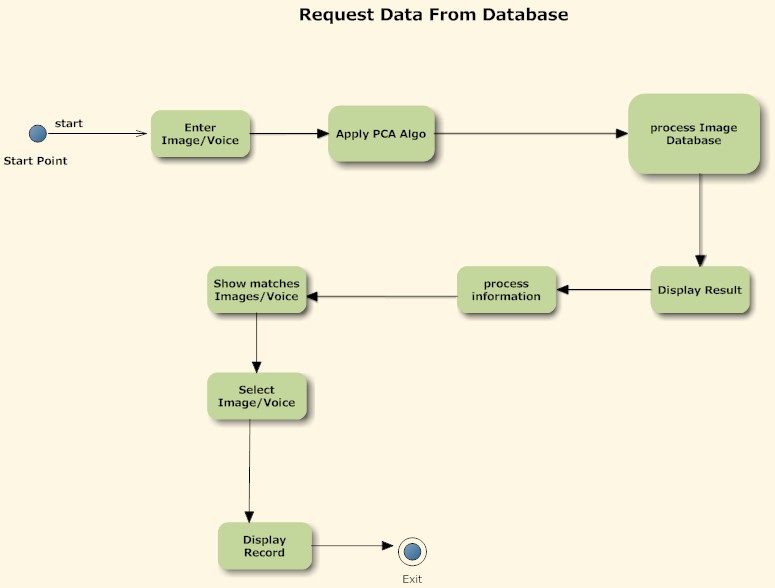 Request Data From Database
start
Start Point
Enter
Image/Voice
Apply PCA Algo
process Image
Database
Display Result
process
information
Show matches
Images/Voice
Select
Image/Voice
Display
Record
Exit